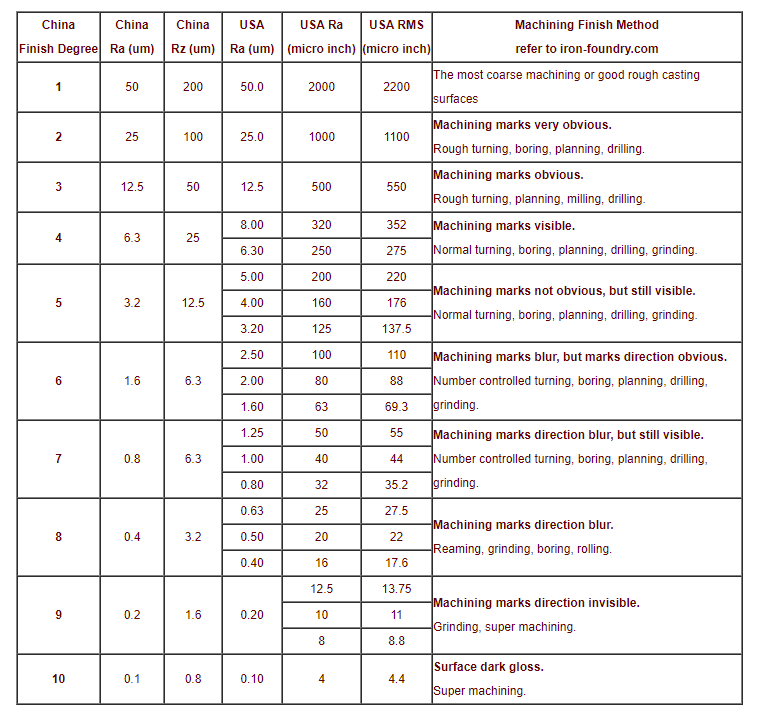 China China China USA USA Ra USA RMS Machining Finish Method
Finish Degree Ra (um) Rz (um) Ra (um) (micro inch) (micro inch) refer to iron-foundry.com
1 50 200 50.0 2000 2200 The most coarse machining or good rough casting
surfaces
2 25 100 25.0 1000 1100 Machining marks very obvious.
Rough turning, boring, planning, drilling.
3 12.5 50 12.5 500 550 Machining marks obvious.
Rough turning, planning, milling, drilling.
4 6.3 25 8.00 320 352 Machining marks visible.
6.30 250 275 Normal turning, boring, planning, drilling, grinding.
5 3.2 12.5 5.00 200 220 Machining marks not obvious, but still visible.
4.00 160 176 Normal turning, boring, planning, drilling, grinding.
3.20 125 137.5
6 1.6 6.3 2.50 100 110 Machining marks blur, but marks direction obvious.
2.00 80 88 Number controlled turning, boring, planning, drilling,
1.60 63 69.3 grinding.
7 0.8 6.3 1.25 50 55 Machining marks direction blur, but still visible.
1.00 40 44 Number controlled turning, boring, planning, drilling,
0.80 32 35.2 grinding.
8 0.4 3.2 0.63 25 27.5 Machining marks direction blur.
0.50 20 22 Reaming, grinding, boring, rolling.
0.40 16 17.6
9 0.2 1.6 0.20 12.5 13.75 Machining marks direction invisible.
10 11 Grinding, super machining.
8 8.8
10 0.1 0.8 0.10 4 4.4 Surface dark gloss.
Super machining.